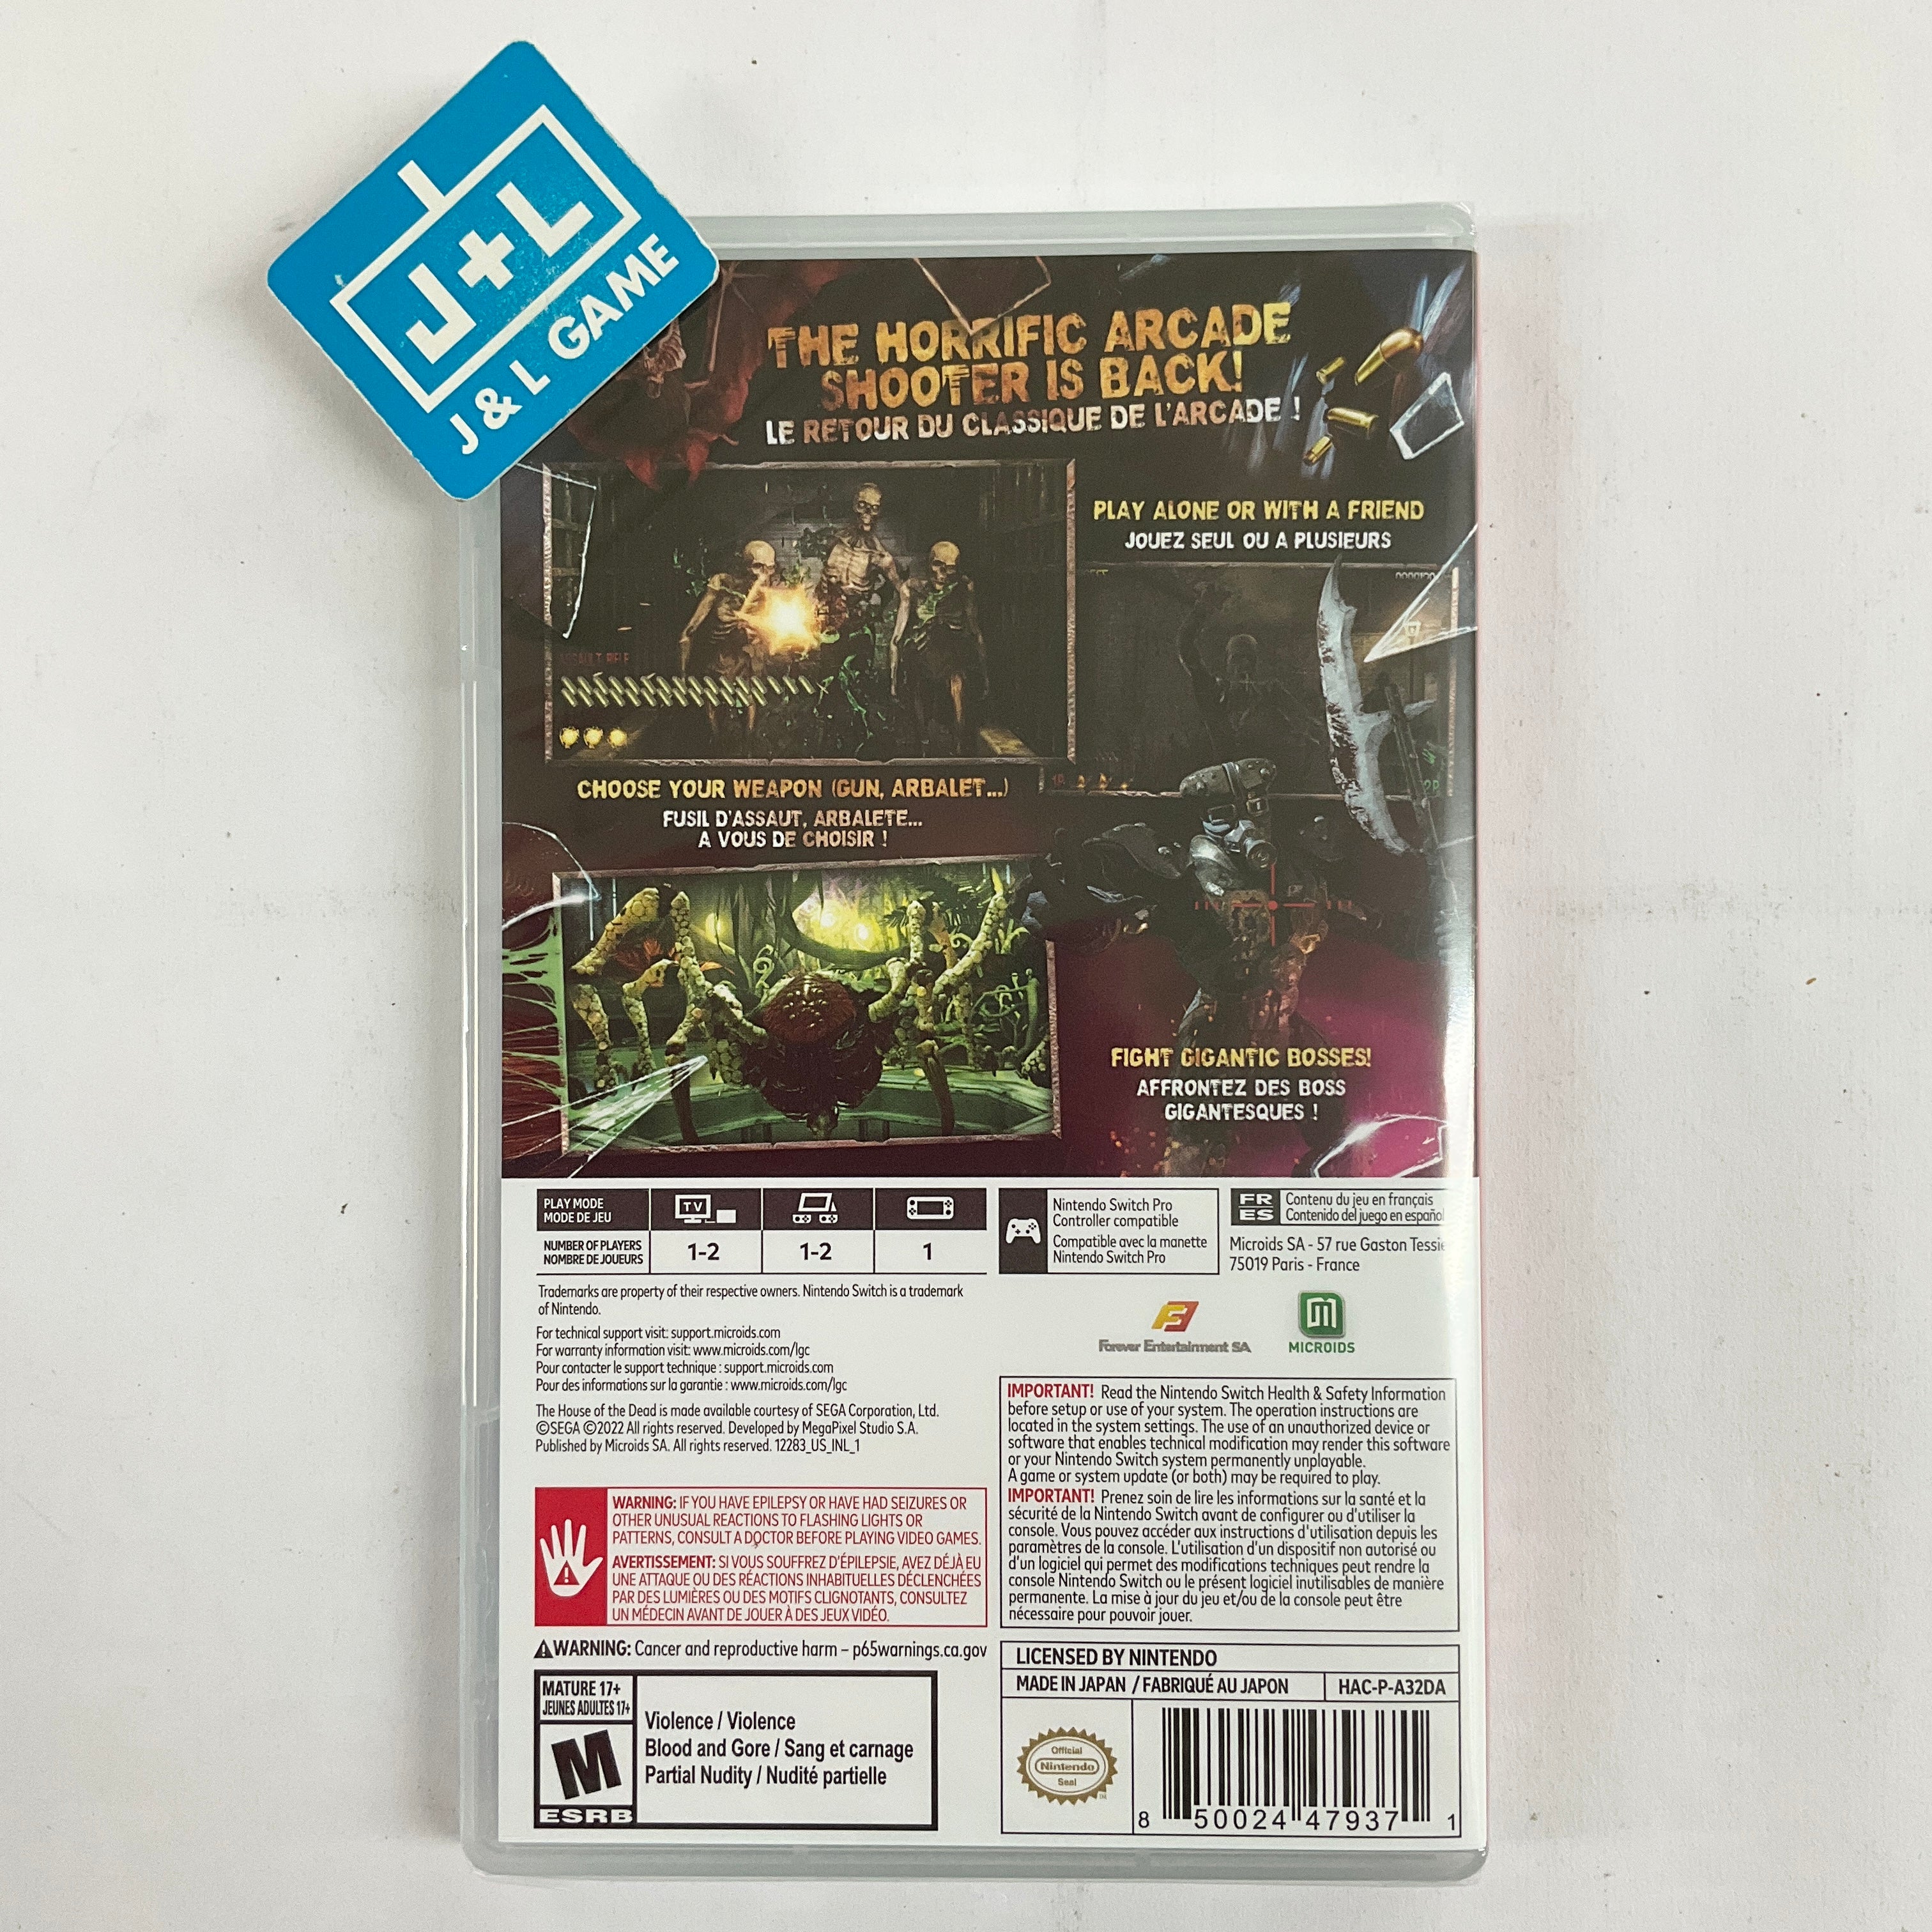 J+L
J & L GAME
THE HORRIFIC ARCADE
SHOOTER IS BACK!
LE RETOUR DU CLASSIQUE DE L'ARCADE !
PLAY ALONE OR WITH A FRIEND
JOUEZ SEUL OU A PLUSIEURS
CHOOSE YOUR WEAPON (GUN, ARBALET...)
FUSIL D'ASSAUT, ARBALETE...
A VOUS DE CHOISIR !
FIGHT GIGANTIC BOSSES!
AFFRONTEZ DES BOSS
GIGANTESQUES !
PLAY MODE
MODE DE JEU
TV
NUMBER OF PLAYERS
NOMBRE DE JOUEURS
1-2
1-2
1
Nintendo Switch Pro
Controller compatible
Compatible avec la manette
Nintendo Switch Pro
FR
ES
Contenu du jeu en français
Contenido del juego en español
Microids SA - 57 rue Gaston Tessie
75019 Paris - France
Trademarks are property of their respective owners. Nintendo Switch is a trademark
of Nintendo.
For technical support visit: support.microids.com
For warranty information visit: www.microids.com/lgc
Pour contacter le support technique : support.microids.com
Pour des informations sur la garantie : www.microids.com/lgc
The House of the Dead is made available courtesy of SEGA Corporation, Ltd.
©SEGA ©2022 All rights reserved. Developed by MegaPixel Studio S.A.
Published by Microids SA. All rights reserved. 12283_US_INL_1
Forever Entertainment SA
MICROIDS
IMPORTANT! Read the Nintendo Switch Health & Safety Information
before setup or use of your system. The operation instructions are
located in the system settings. The use of an unauthorized device or
software that enables technical modification may render this software
or your Nintendo Switch system permanently unplayable.
A game or system update (or both) may be required to play.
IMPORTANT! Prenez soin de lire les informations sur la santé et la
sécurité de la Nintendo Switch avant de configurer ou d'utiliser la
console. Vous pouvez accéder aux instructions d'utilisation depuis les
paramètres de la console. L'utilisation d'un dispositif non autorisé ou
d'un logiciel qui permet des modifications techniques peut rendre la
console Nintendo Switch ou le présent logiciel inutilisables de manière
permanente. La mise à jour du jeu et/ou de la console peut être
nécessaire pour pouvoir jouer.
WARNING: IF YOU HAVE EPILEPSY OR HAVE HAD SEIZURES OR
OTHER UNUSUAL REACTIONS TO FLASHING LIGHTS OR
PATTERNS, CONSULT A DOCTOR BEFORE PLAYING VIDEO GAMES.
AVERTISSEMENT: SI VOUS SOUFFREZ D'ÉPILEPSIE, AVEZ DÉJÀ EU
UNE ATTAQUE OU DES RÉACTIONS INHABITUELLES DÉCLENCHÉES
PAR DES LUMIÈRES OU DES MOTIFS CLIGNOTANTS, CONSULTEZ
UN MÉDECIN AVANT DE JOUER À DES JEUX VIDÉO.
WARNING: Cancer and reproductive harm – p65warnings.ca.gov
MATURE 17+
JEUNES ADULTES 17+
M
ESRB
Violence / Violence
Blood and Gore / Sang et carnage
Partial Nudity / Nudité partielle
LICENSED BY NINTENDO
MADE IN JAPAN / FABRIQUÉ AU JAPON
HAC-P-A32DA
Official
Nintendo
Seal
8 50024 47937 1